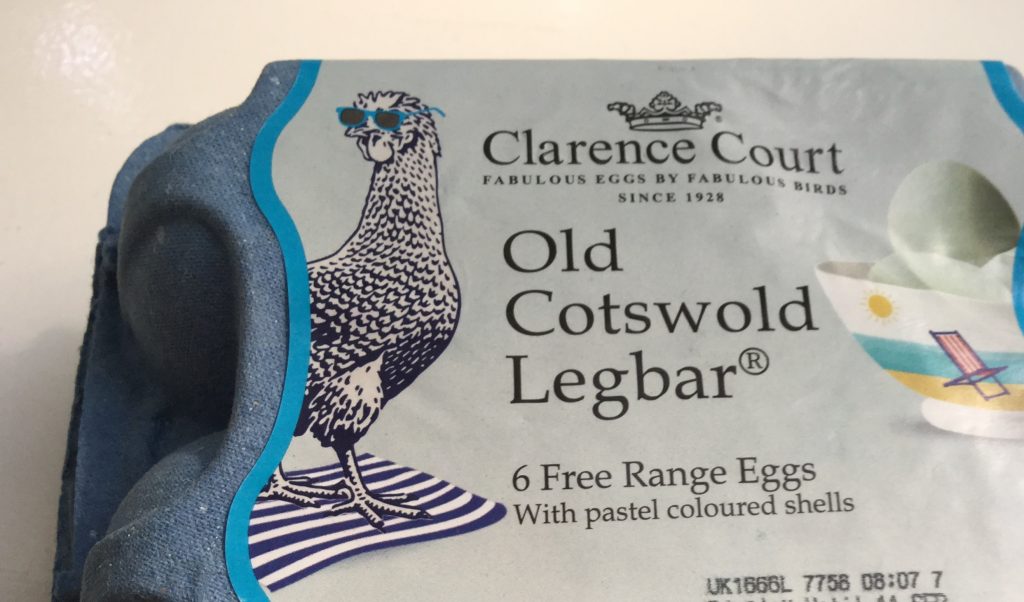 Clarence Court®
FABULOUS EGGS BY FABULOUS BIRDS
SINCE 1928
Old
Cotswold
Legbar®
6 Free Range Eggs
With pastel coloured shells
UK1666L 7758 08:07 7